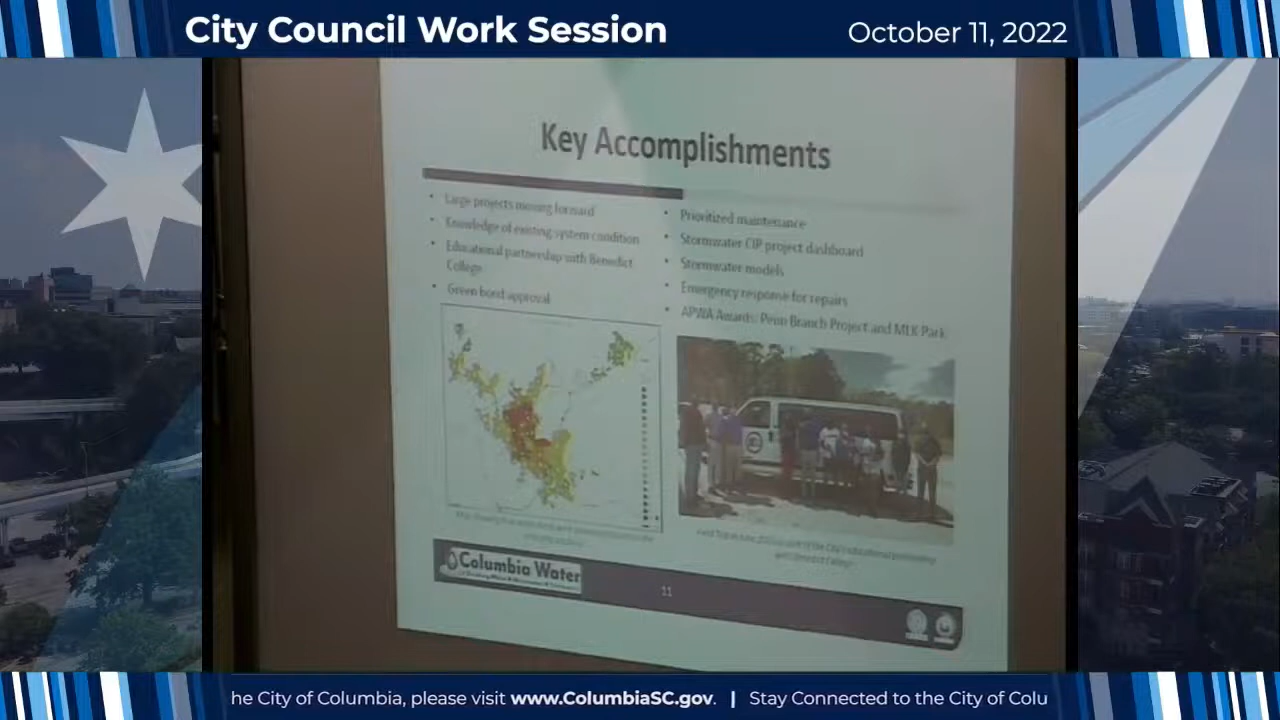 City Council Work Session
October 11, 2022
Key Accomplishments
• Large projects moving forward
• Knowledge of existing system condition
• Educational partnership with Benedict
College
• Green bond approval
• Prioritized maintenance
• Stormwater CIP project dashboard
• Stormwater models
• Emergency response for repairs
• APWA Awards: Penn Branch Project and MLK Park
Columbia Water
11
he City of Columbia, please visit www.ColumbiaSC.gov. | Stay Connected to the City of Colu